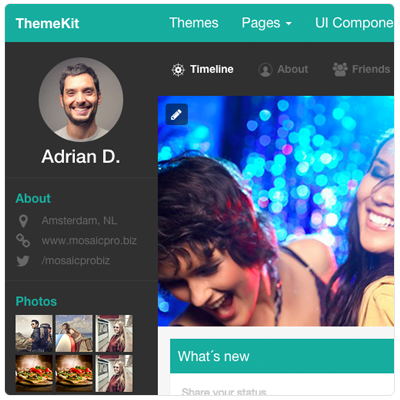 ThemeKit
Themes Pages UI Compone
Timeline About Friends
Adrian D.
About
Amsterdam, NL
www.mosaicpro.biz
/mosaicprobiz
Photos
What´s new
Share your status